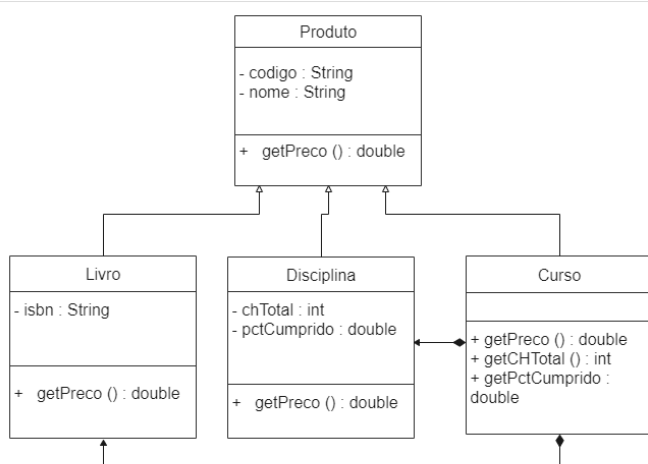 Produto
- codigo : String
- nome : String
+ getPreco () : double
Livro
- isbn : String
+ getPreco () : double
Disciplina
- chTotal : int
- pctCumprido : double
+ getPreco () : double
Curso
+ getPreco () : double
+ getCHTotal () : int
+ getPctCumprido :
double